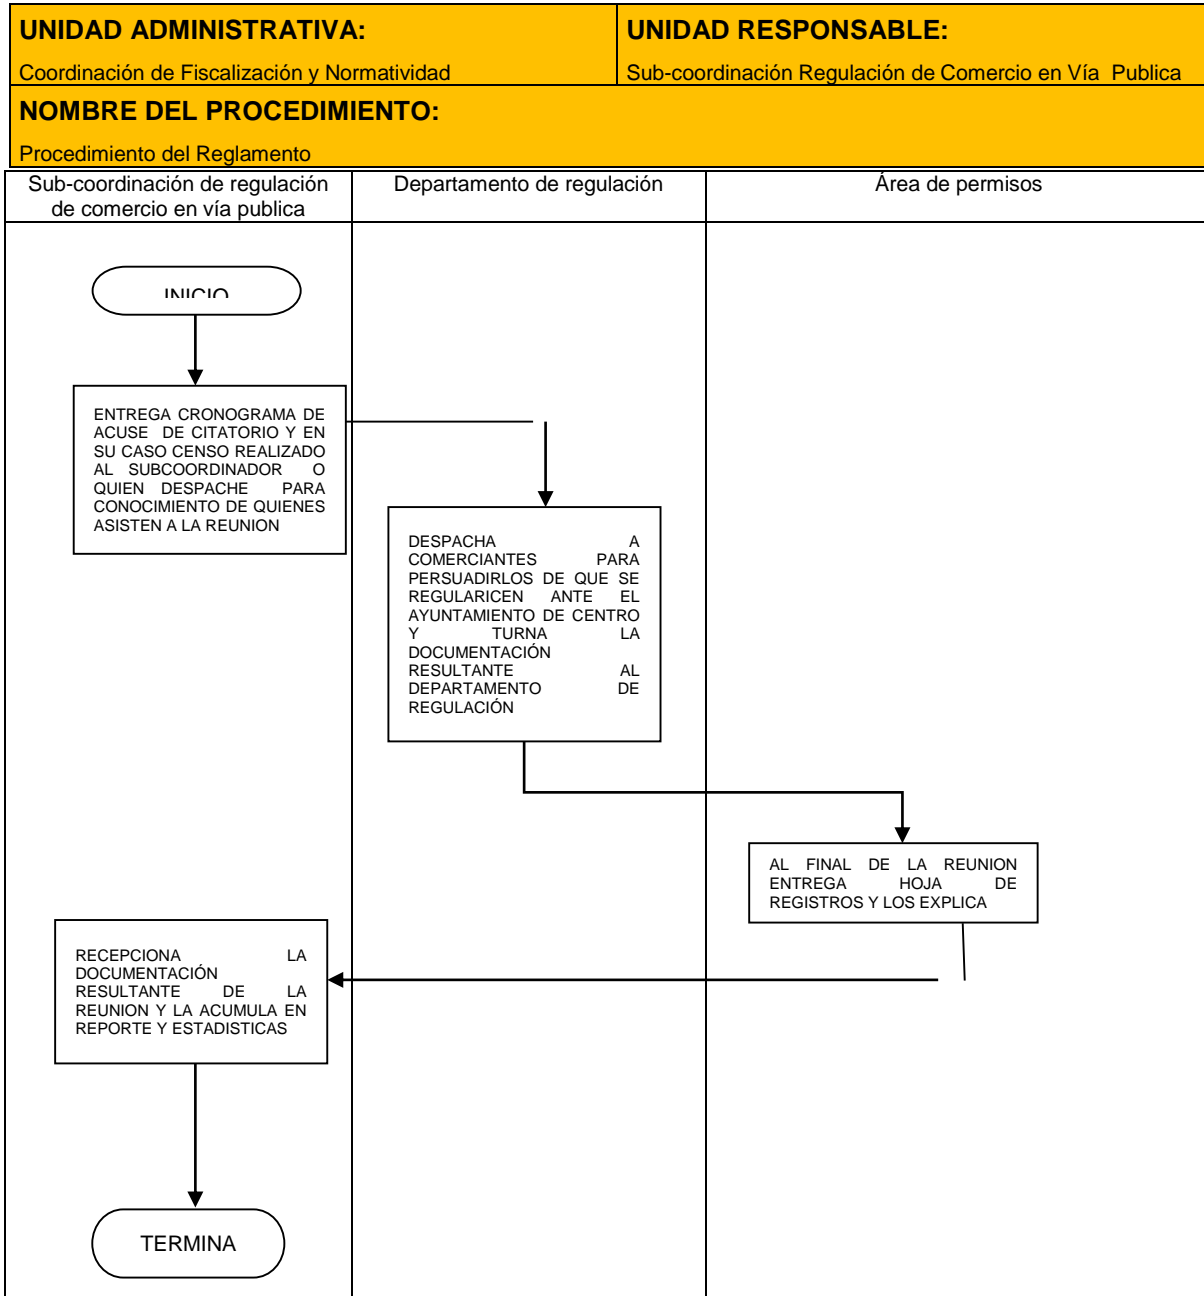 UNIDAD ADMINISTRATIVA:
Coordinación de Fiscalización y Normatividad
UNIDAD RESPONSABLE:
Sub-coordinación Regulación de Comercio en Vía  Publica
NOMBRE DEL PROCEDIMIENTO:
Procedimiento del Reglamento
Sub-coordinación de regulación
de comercio en vía publica
Departamento de regulación
Área de permisos
INICIO
ENTREGA CRONOGRAMA DE
ACUSE DE CITATORIO Y EN
SU CASO CENSO REALIZADO
AL SUBCOORDINADOR O
QUIEN DESPACHE PARA
CONOCIMIENTO DE QUIENES
ASISTEN A LA REUNION
DESPACHA A
COMERCIANTES PARA
PERSUADIRLOS DE QUE SE
REGULARICEN ANTE EL
AYUNTAMIENTO DE CENTRO
Y TURNA LA
DOCUMENTACIÓN
RESULTANTE AL
DEPARTAMENTO DE
REGULACIÓN
AL FINAL DE LA REUNION
ENTREGA HOJA DE
REGISTROS Y LOS EXPLICA
RECEPCIONA LA
DOCUMENTACIÓN
RESULTANTE DE LA
REUNION Y LA ACUMULA EN
REPORTE Y ESTADISTICAS
TERMINA